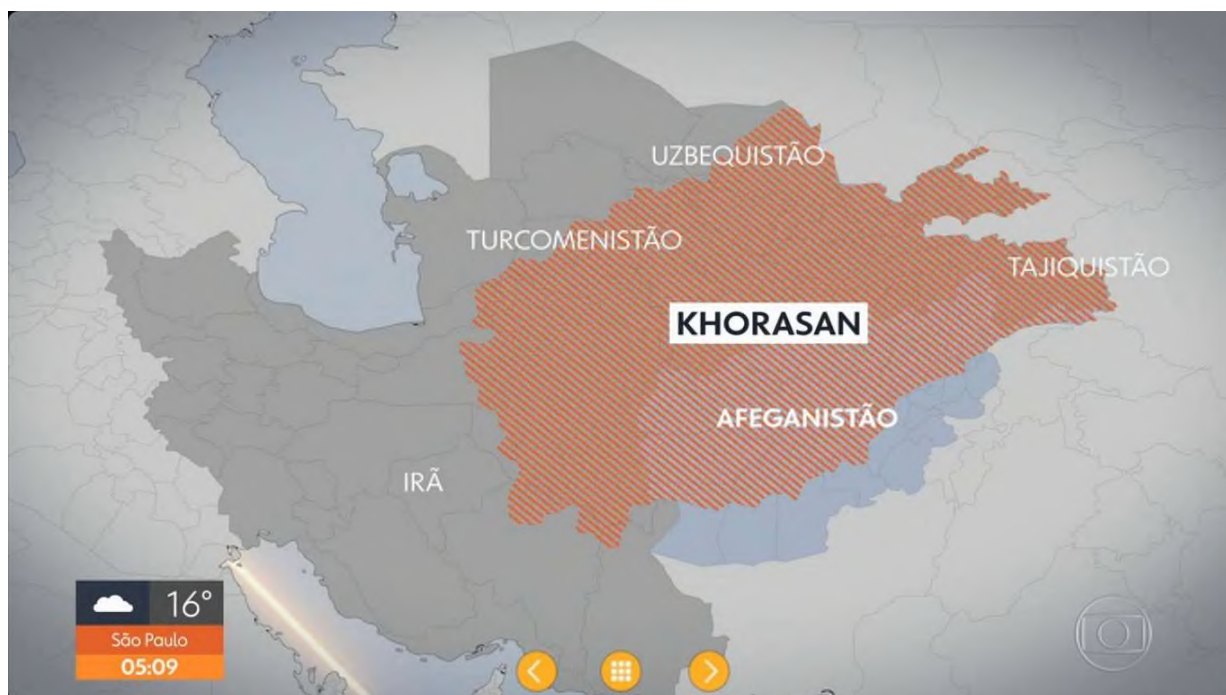 UZBEQUISTÃO
TURCOMENISTÃO
TAJIQUISTÃO
KHORASAN
AFEGANISTÃO
IRÃ
16°
São Paulo
05:09